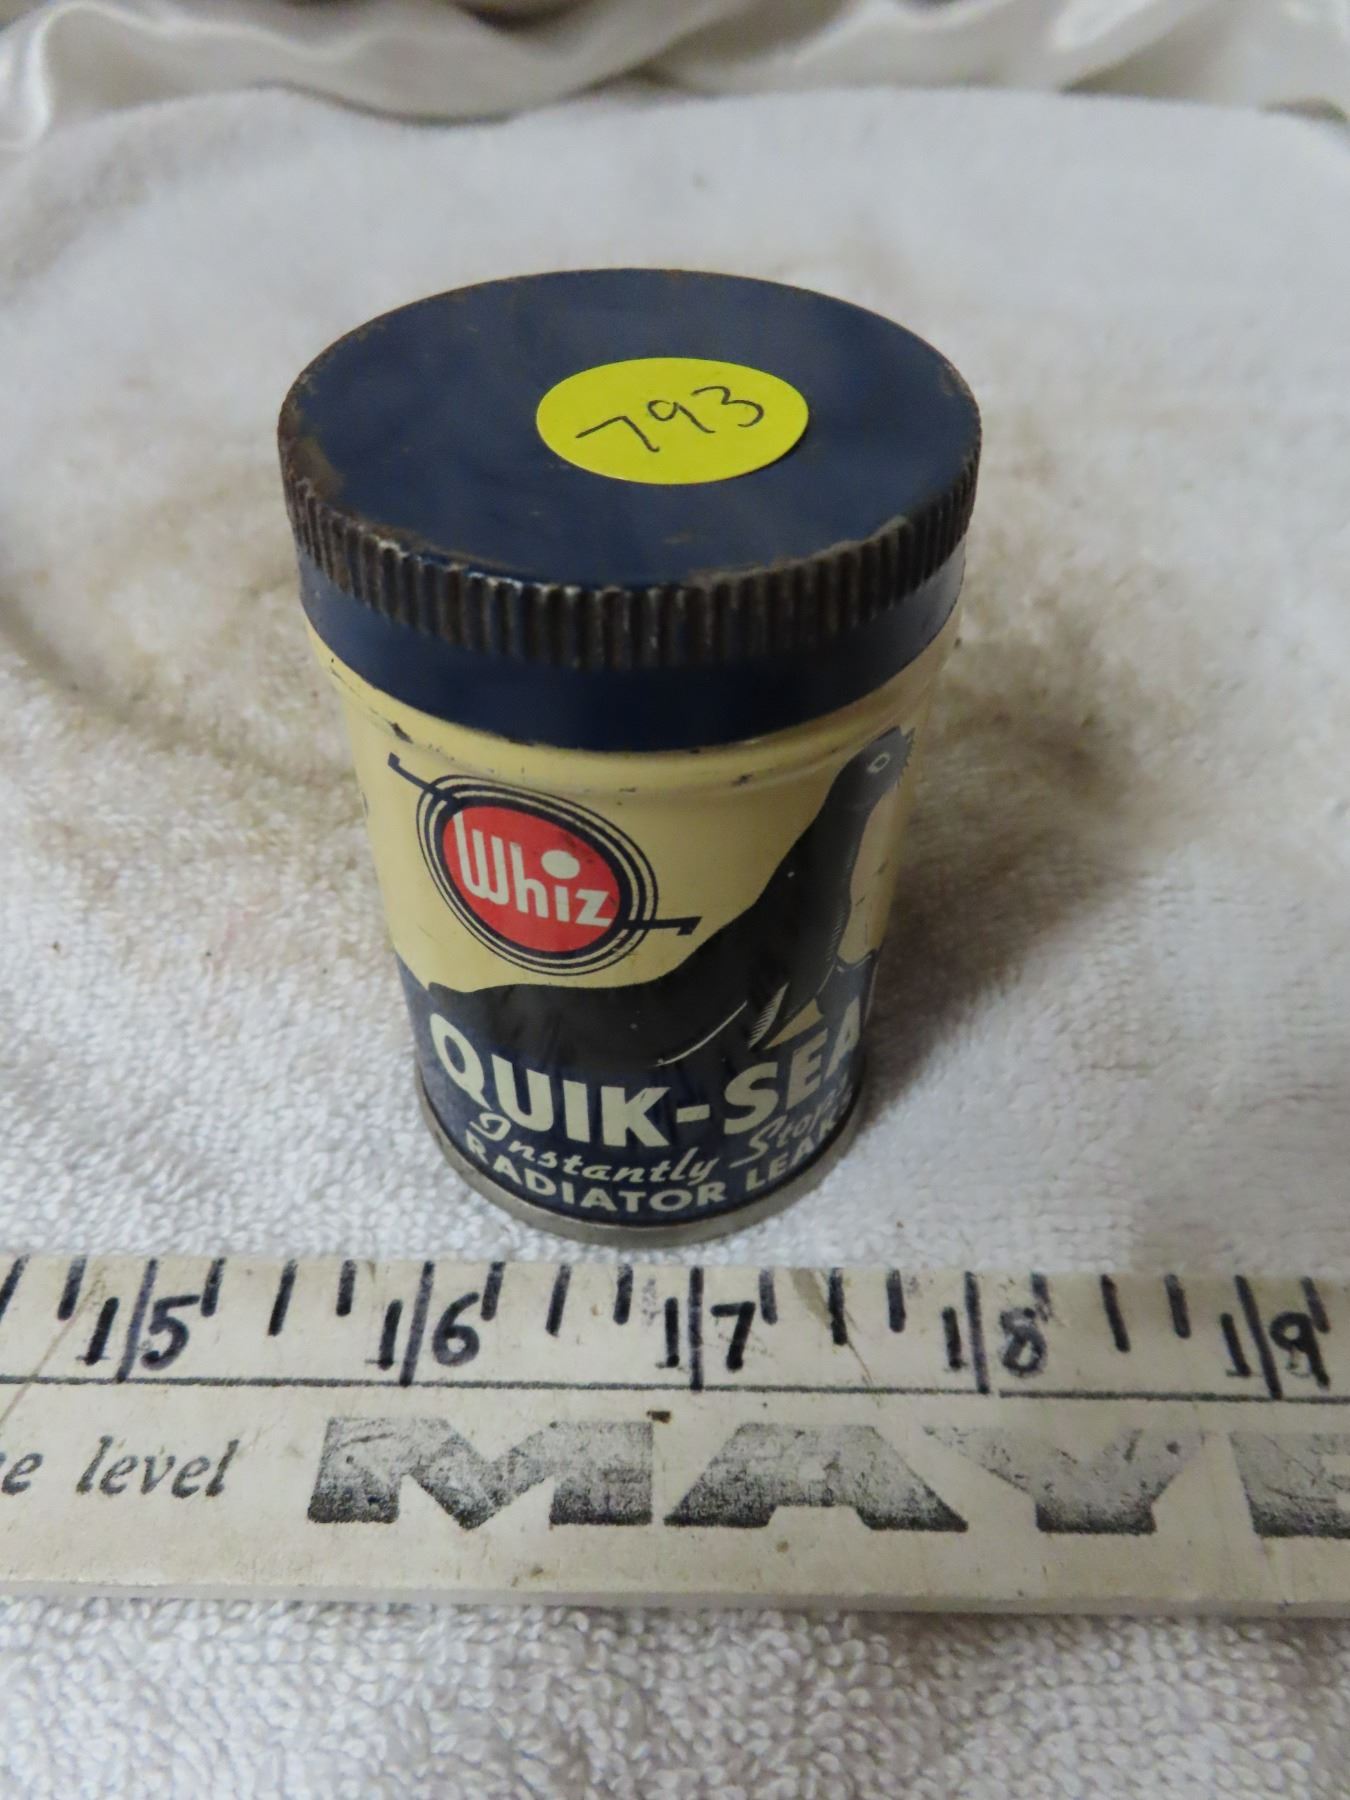 793
Whiz
QUIK-SEA
Instantly Stop
RADIATOR LEAK
5 6 7 8 9
level
MAY